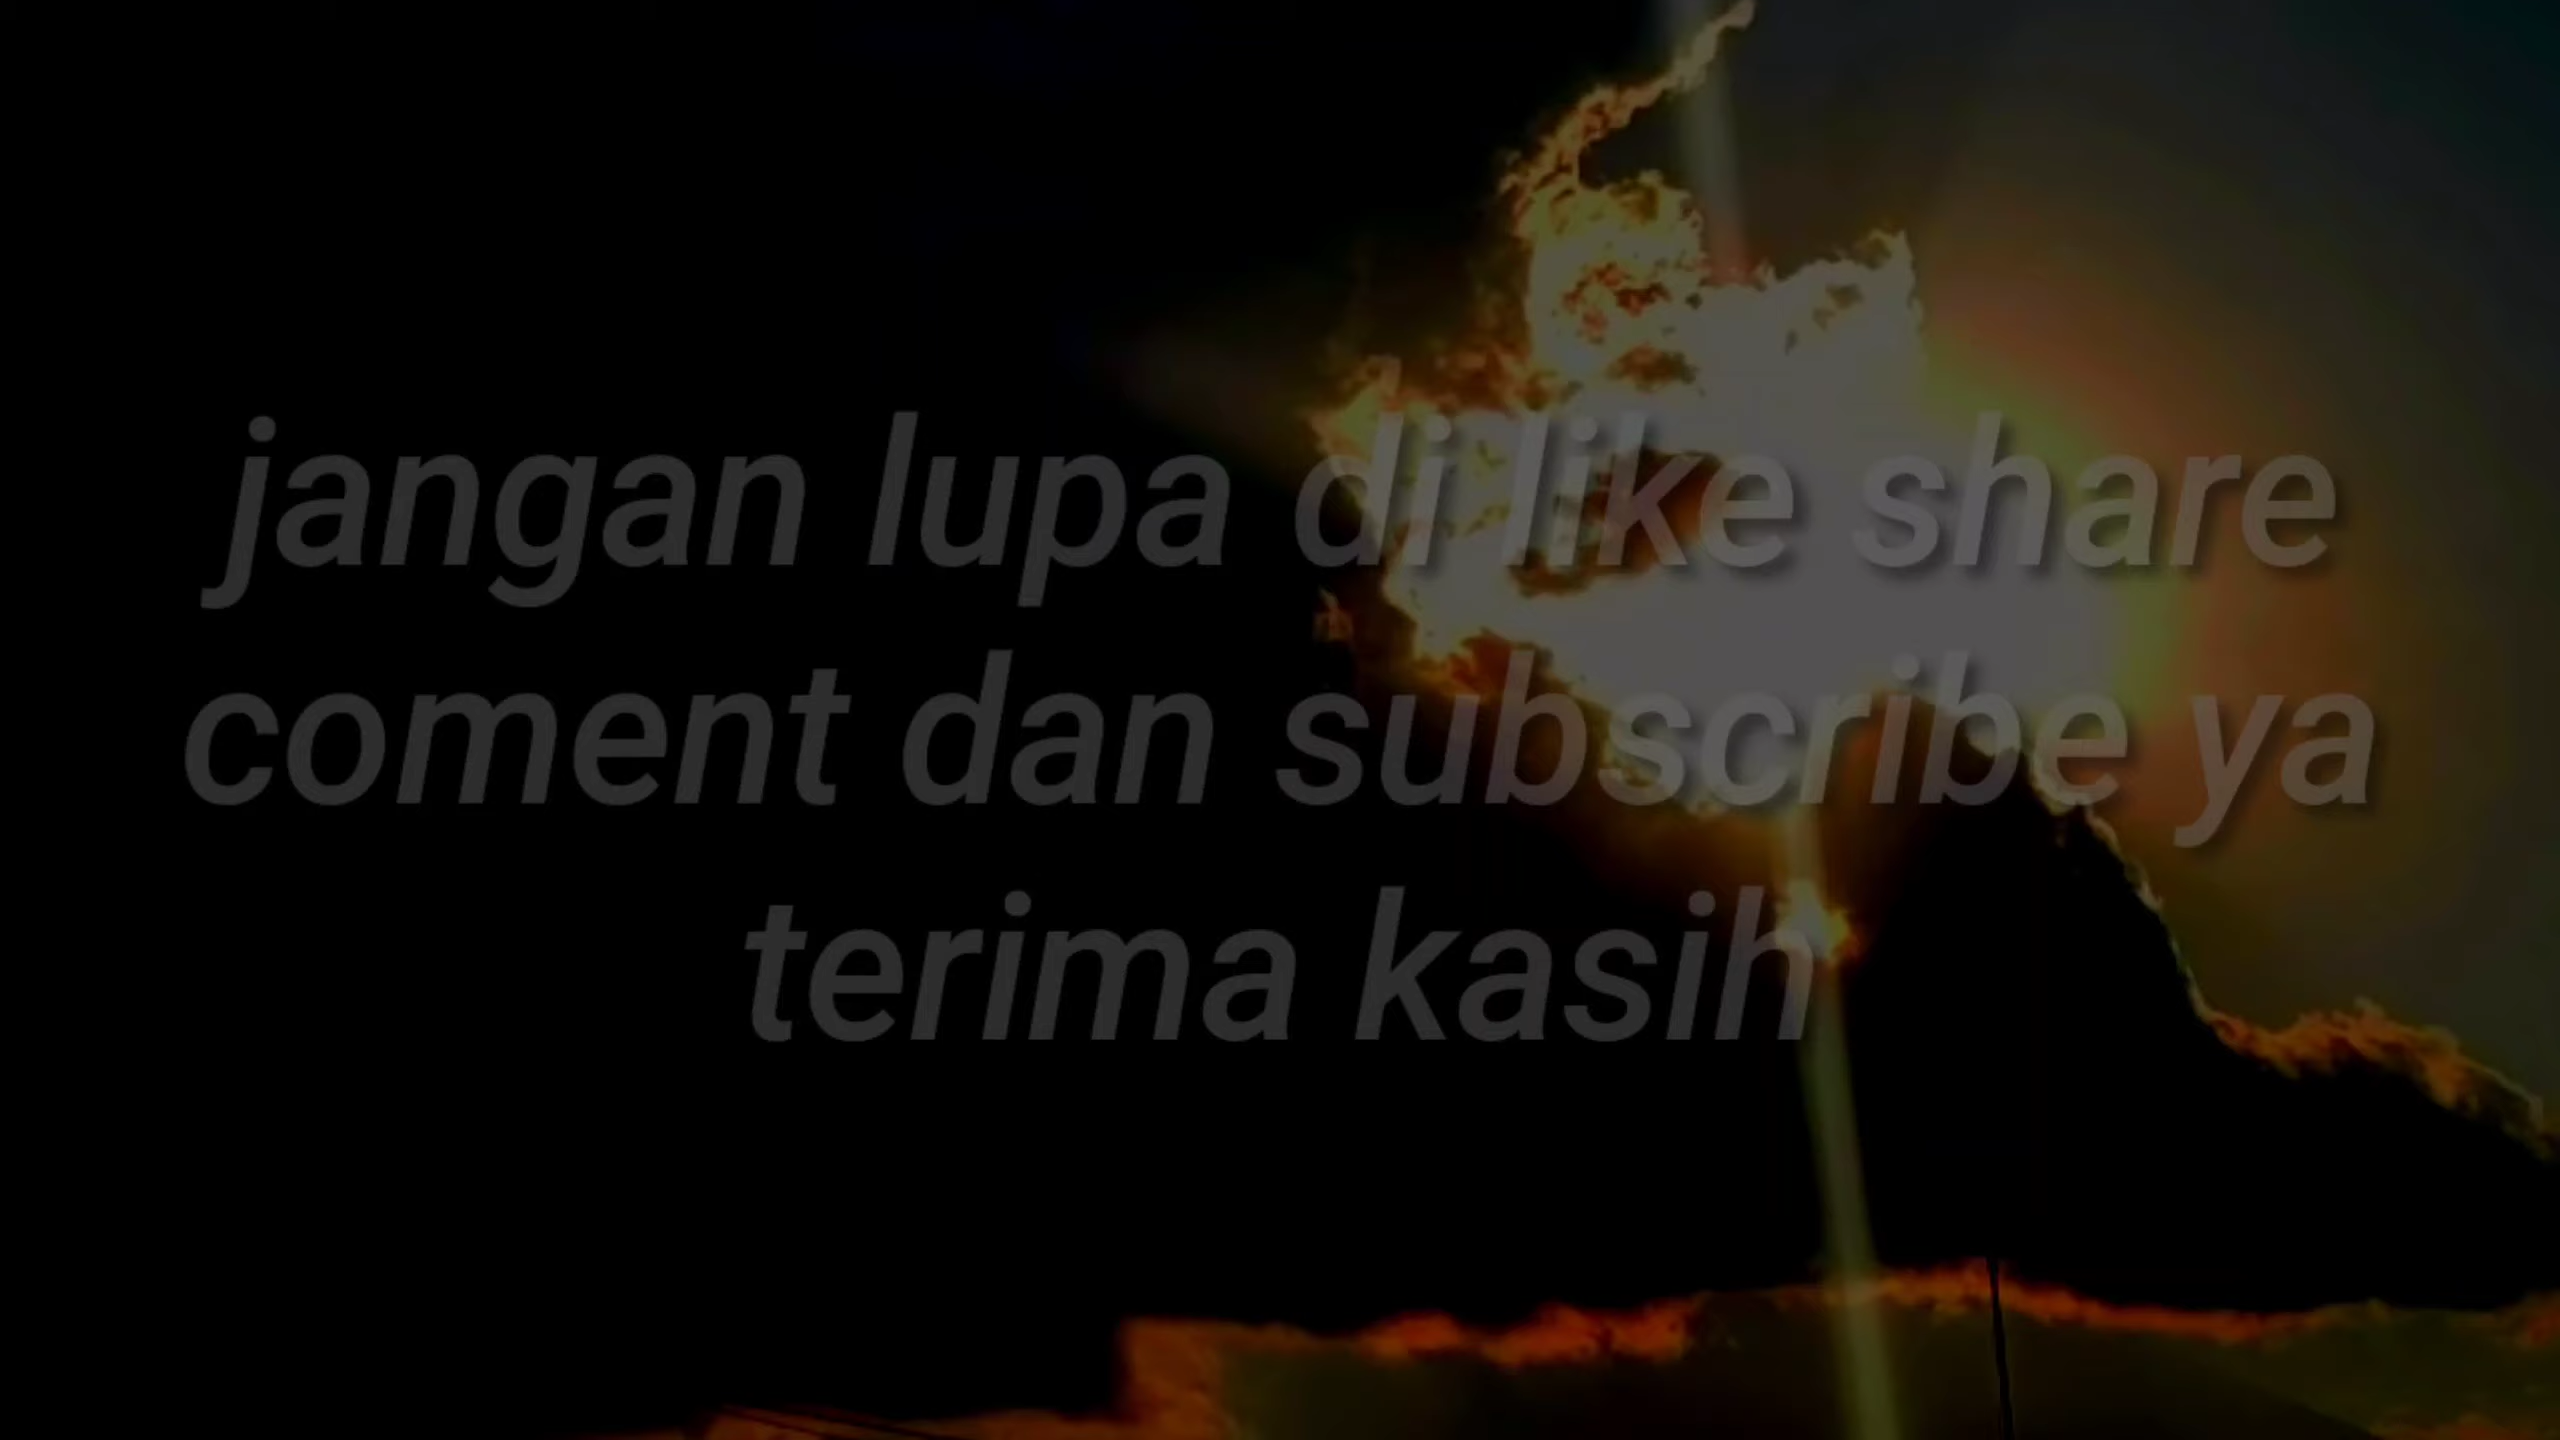 jangan lupa di like share
coment dan subscribe ya
terima kasih